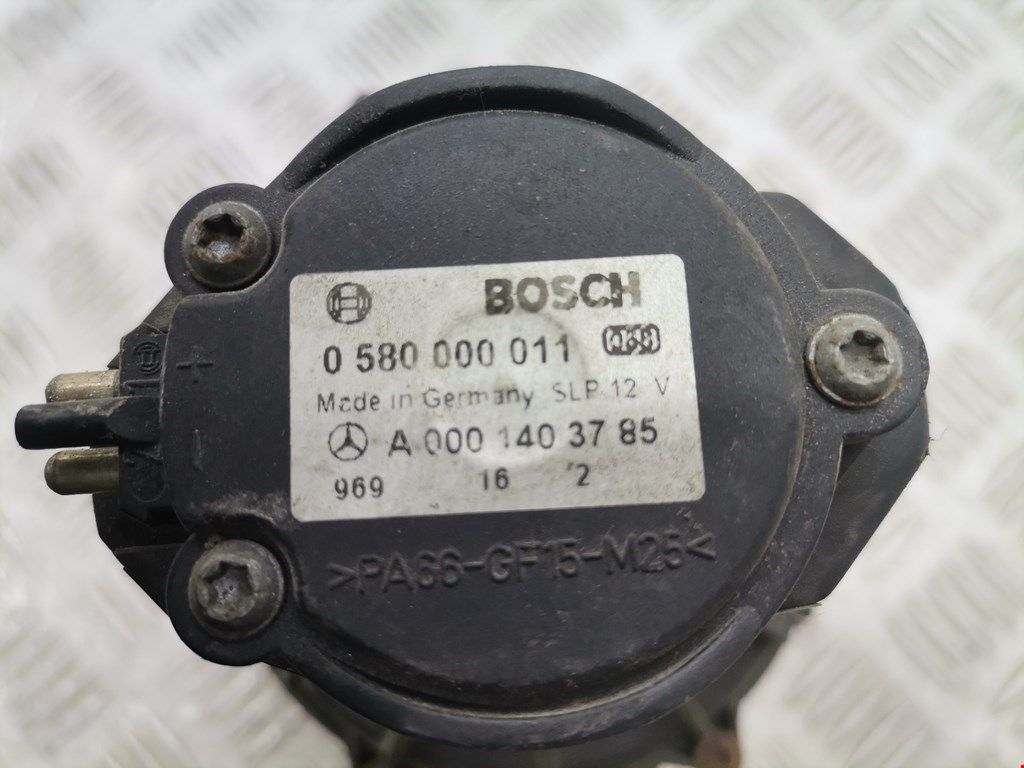 BOSCH
0 580 000 011
Made in Germany SLP 12 V
A 000 140 37 85
969 16 2
>PA66-GF15-M25<
+
-